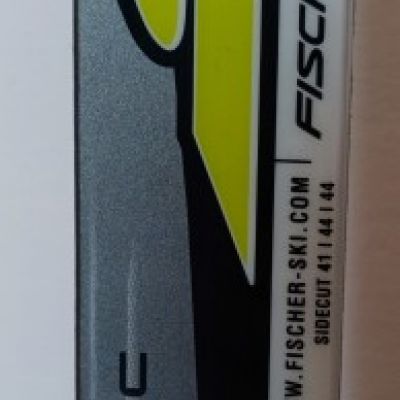 FISC
W.FISCHER-SKI.COM
SIDECUT 41 I 44 I 44
U